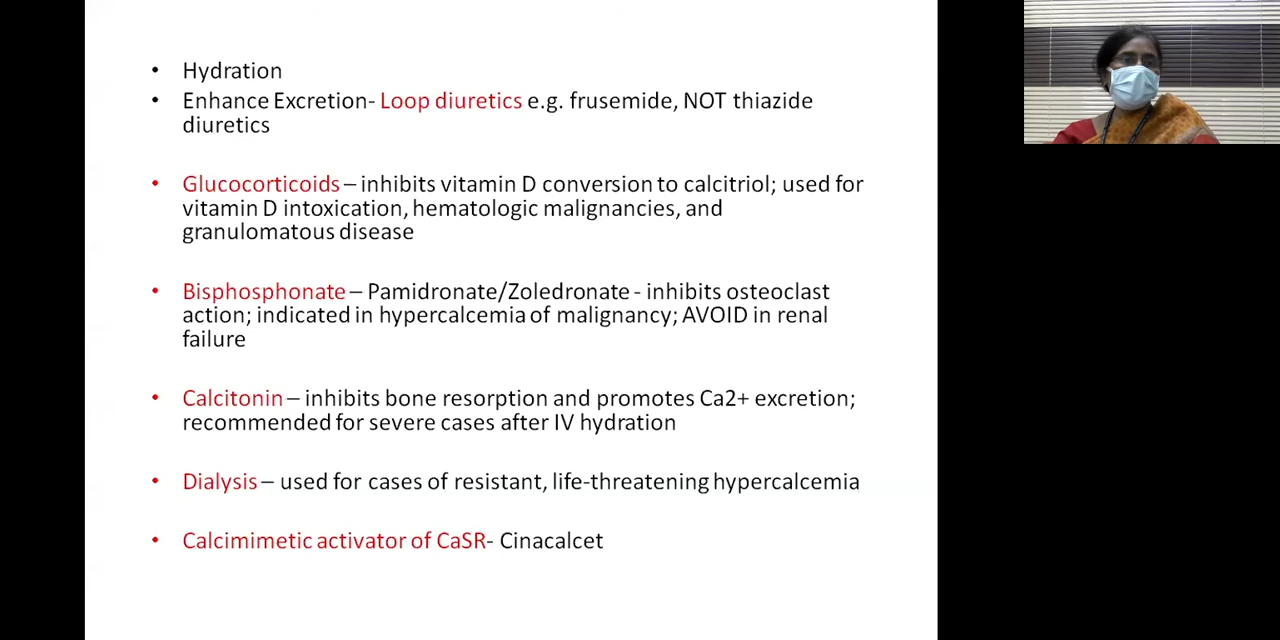 • Hydration
• Enhance Excretion- Loop diuretics e.g. frusemide, NOT thiazide
diuretics
• Glucocorticoids – inhibits vitamin D conversion to calcitriol; used for
vitamin D intoxication, hematologic malignancies, and
granulomatous disease
• Bisphosphonate – Pamidronate/Zoledronate - inhibits osteoclast
action; indicated in hypercalcemia of malignancy; AVOID in renal
failure
• Calcitonin – inhibits bone resorption and promotes Ca2+ excretion;
recommended for severe cases after IV hydration
• Dialysis – used for cases of resistant, life-threatening hypercalcemia
• Calcimimetic activator of CaSR- Cinacalcet